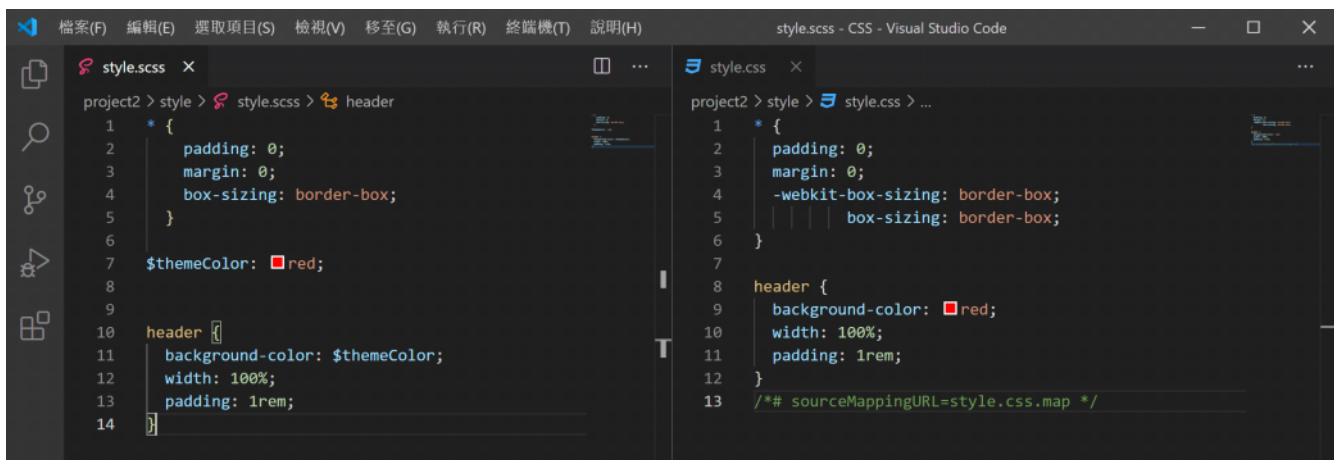 檔案(F) 編輯(E) 選取項目(S) 檢視(V) 移至(G) 執行(R) 終端機(T) 說明(H) style.scss - CSS - Visual Studio Code
style.scss
project2 > style > style.scss > header
1 * {
2 padding: 0;
3 margin: 0;
4 box-sizing: border-box;
5 }
6
7 $themeColor: red;
8
9
10 header {
11 background-color: $themeColor;
12 width: 100%;
13 padding: 1rem;
14 }
style.css
project2 > style > style.css > ...
1 * {
2 padding: 0;
3 margin: 0;
4 -webkit-box-sizing: border-box;
5 box-sizing: border-box;
6 }
7
8 header {
9 background-color: red;
10 width: 100%;
11 padding: 1rem;
12 }
13 /*# sourceMappingURL=style.css.map */